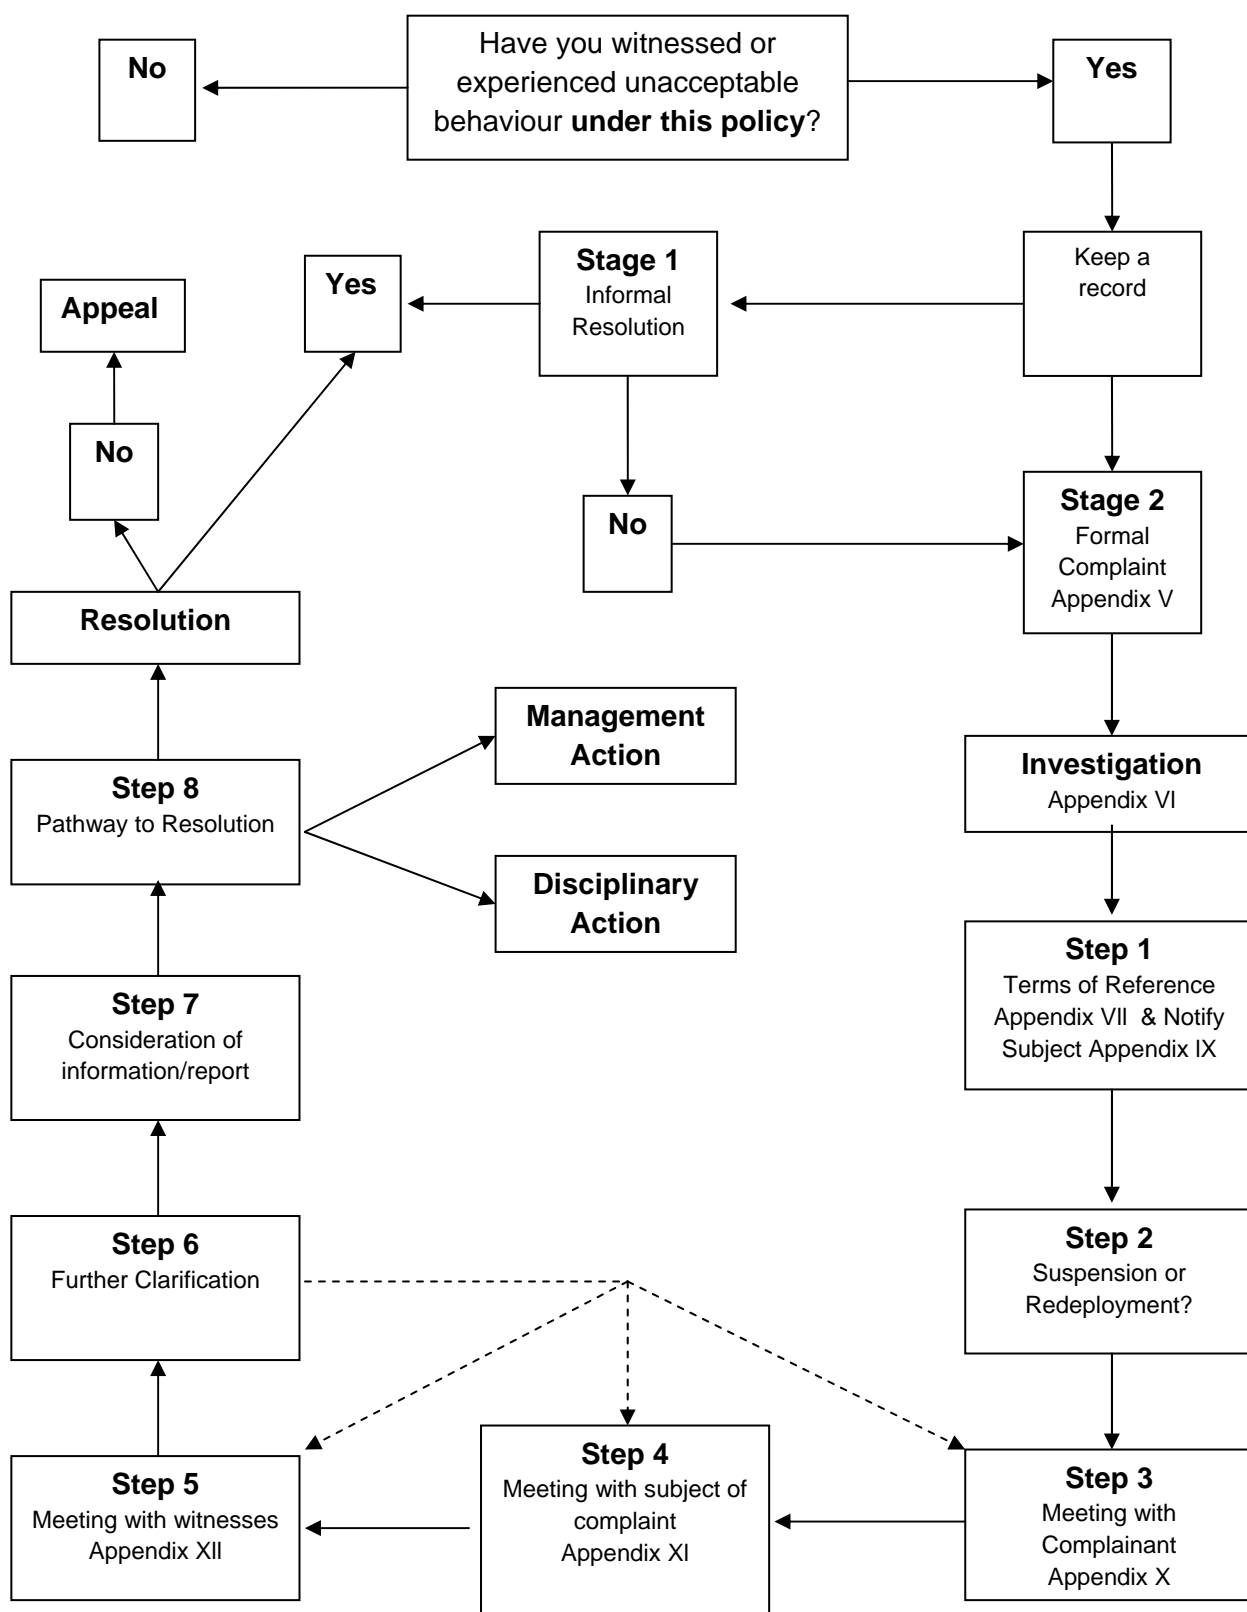 Have you witnessed or
experienced unacceptable
behaviour under this policy?
No
Yes
Keep a
record
Stage 1
Informal
Resolution
Yes
Appeal
No
No
Stage 2
Formal
Complaint
Appendix V
Resolution
Management
Action
Investigation
Appendix VI
Step 8
Pathway to Resolution
Disciplinary
Action
Step 1
Terms of Reference
Appendix VII & Notify
Subject Appendix IX
Step 7
Consideration of
information/report
Step 2
Suspension or
Redeployment?
Step 6
Further Clarification
Step 3
Meeting with
Complainant
Appendix X
Step 4
Meeting with subject of
complaint
Appendix XI
Step 5
Meeting with witnesses
Appendix XII